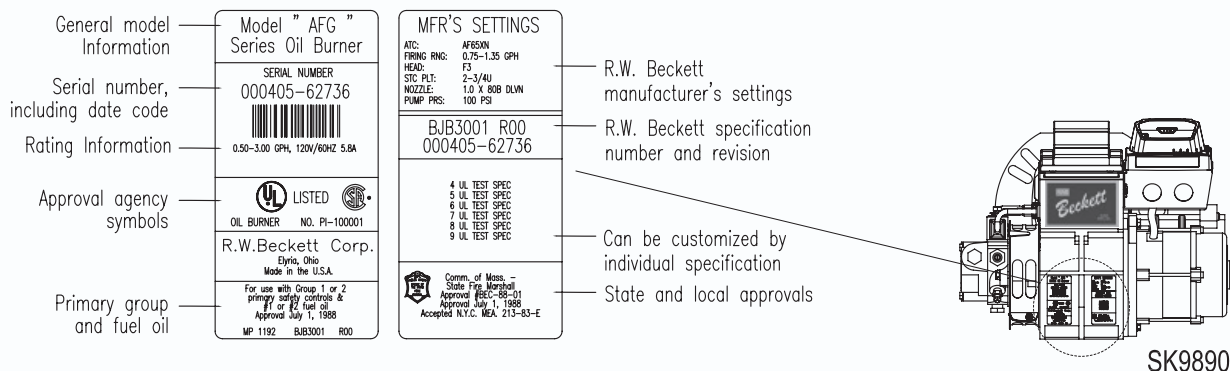 General model
Information
Serial number,
including date code
Rating Information
Approval agency
symbols
Primary group
and fuel oil
Model " AFG "
Series Oil Burner
SERIAL NUMBER
000405-62736
0.50-3.00 GPH, 120V/60HZ 5.8A
UL LISTED SA
OIL BURNER NO. PI-100001
R.W.Beckett Corp.
Elyria, Ohio
Made in the U.S.A.
For use with Group 1 or 2
primary safety controls &
#1 or #2 fuel oil
Approval July 1, 1988
MP 1192 BJB3001 R00
MFR'S SETTINGS
ATC: AF65XN
FIRING RNG: 0.75-1.35 GPH
HEAD: F3
STC PLT: 2-3/4U
NOZZLE: 1.0 X 80B DLVN
PUMP PRS: 100 PSI
BJB3001 R00
000405-62736
4 UL TEST SPEC
5 UL TEST SPEC
6 UL TEST SPEC
7 UL TEST SPEC
8 UL TEST SPEC
9 UL TEST SPEC
Comm. of Mass. -
State Fire Marshall
Approval #BEC-88-01
Approval July 1, 1988
Accepted N.Y.C. MEA. 213-83-E
R.W. Beckett
manufacturer's settings
R.W. Beckett specification
number and revision
Can be customized by
individual specification
State and local approvals
Beckett
SK9890